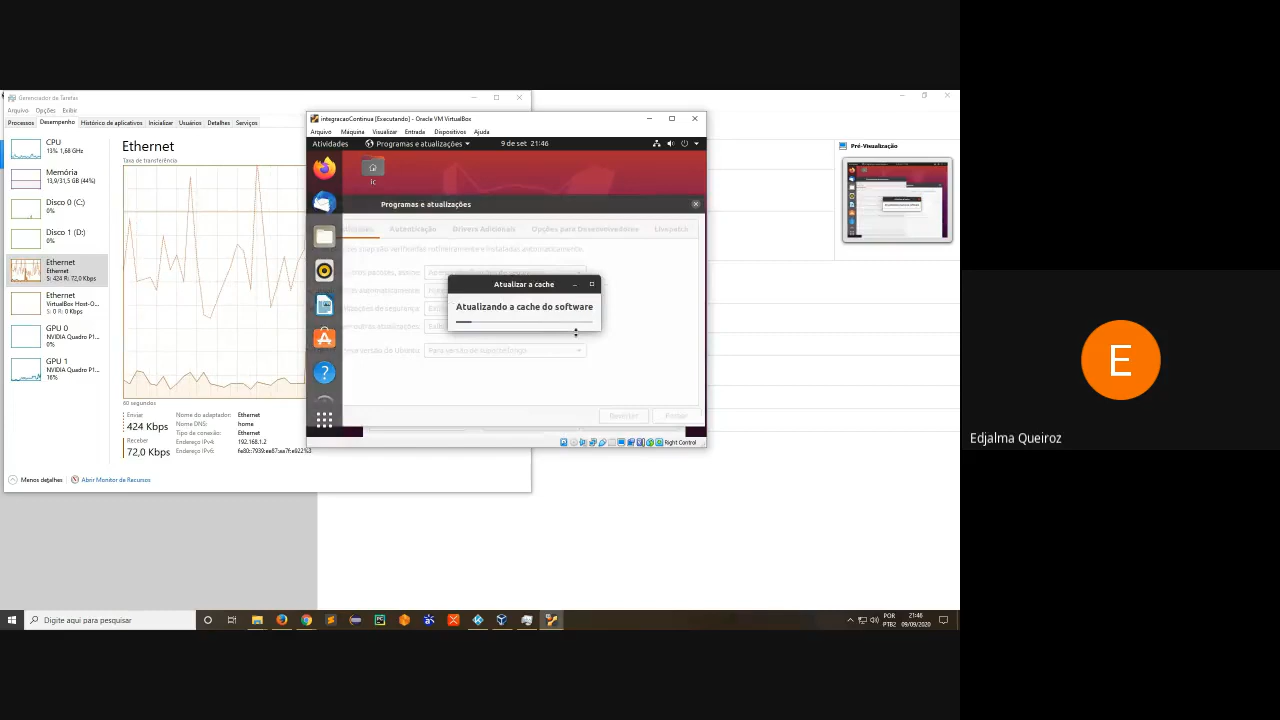 Gerenciador de Tarefas
Arquivo Opções Exibir
Processos Desempenho Histórico de aplicativos Inicializar Usuários Detalhes Serviços
CPU
13% 1,68 GHz
Memória
13,9/31,5 GB (44%)
Disco 0 (C:)
0%
Disco 1 (D:)
0%
Ethernet
Ethernet
S: 424 R: 72,0 Kbps
Ethernet
VirtualBox Host-O...
S: 0 R: 0 Kbps
GPU 0
NVIDIA Quadro P1...
0%
GPU 1
NVIDIA Quadro P1...
16%
Ethernet
Taxa de transferência
60 segundos
Enviar
424 Kbps
Receber
72,0 Kbps
Nome do adaptador: Ethernet
Nome DNS: home
Tipo da conexão: Ethernet
Endereço IPv4: 192.168.1.2
Endereço IPv6:
Menos detalhes
Abrir Monitor de Recursos
integracaoContinua [Executando] - Oracle VM VirtualBox
Arquivo Máquina Visualizar Entrada Dispositivos Ajuda
Atividades Programas e atualizações 9 de set 21:46
ic
Programas e atualizações
Autenticação Drivers Adicionais Opções para Desenvolvedores Livepatch
Atualizar a cache
Atualizando a cache do software
Reverter
Fechar
Right Control
Pré-Visualização
Digite aqui para pesquisar
POR
PTB2
21:46
09/09/2020
E
Edjalma Queiroz